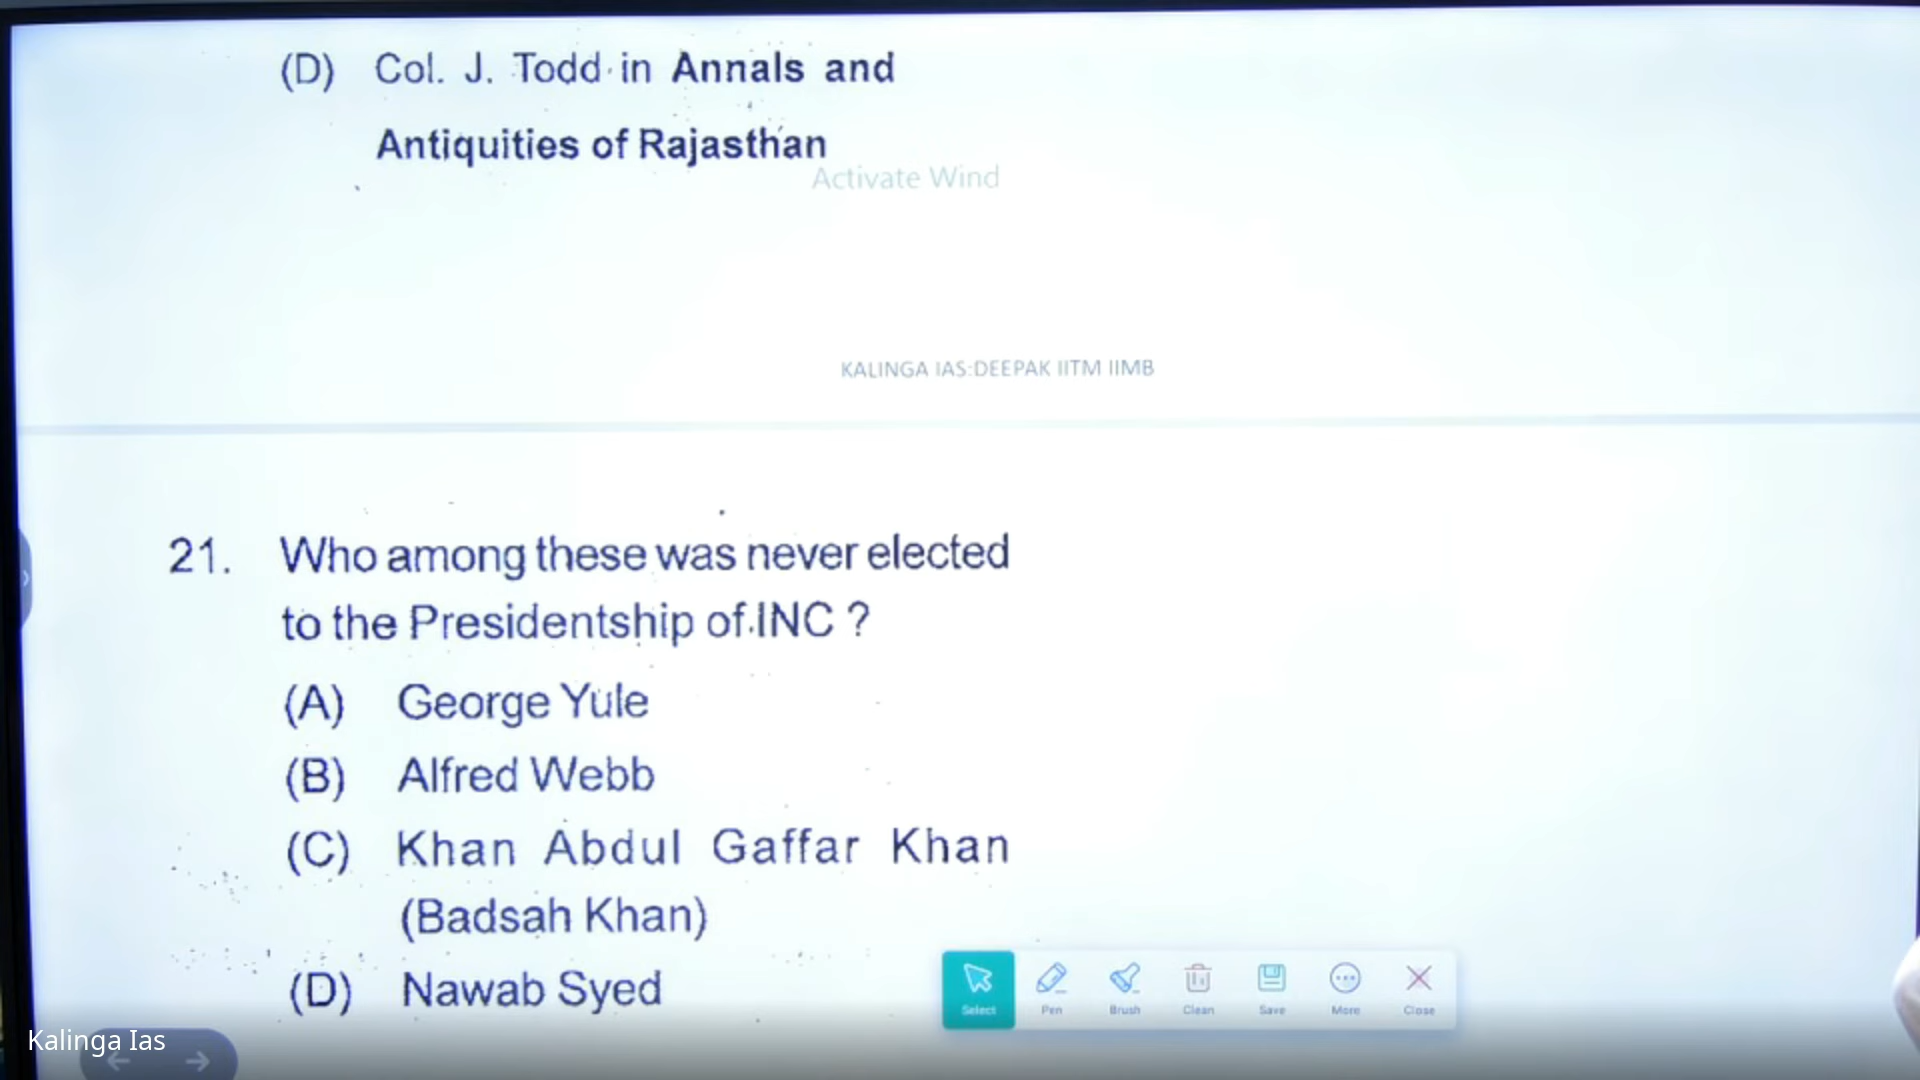 (D) Col. J. Todd in Annals and
Antiquities of Rajasthan
Activate Wind
KALINGA IAS:DEEPAK IITM IIMB
21. Who among these was never elected
to the Presidentship of INC ?
(A) George Yule
(B) Alfred Webb
(C) Khan Abdul Gaffar Khan
(Badsah Khan)
(D) Nawab Syed
Select Pen Brush Clean Save More Close
Kalinga Ias